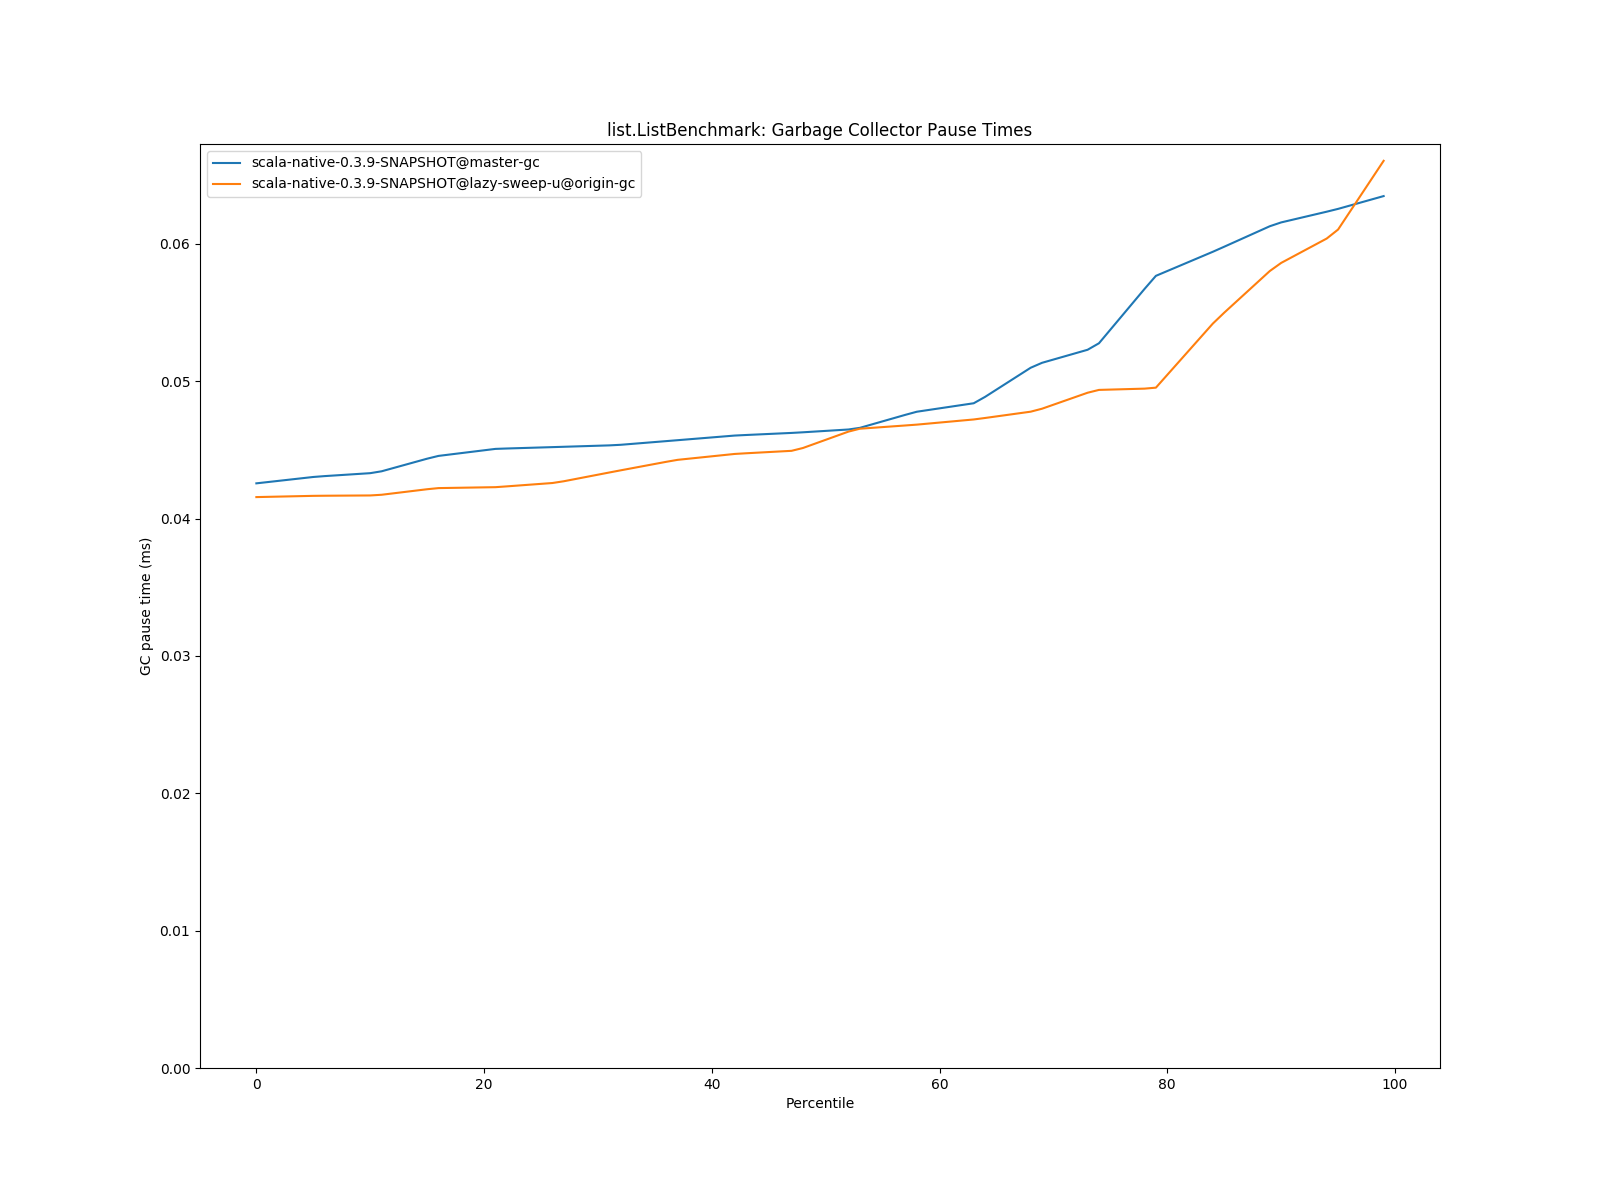 list.ListBenchmark: Garbage Collector Pause Times
scala-native-0.3.9-SNAPSHOT@master-gc
scala-native-0.3.9-SNAPSHOT@lazy-sweep-u@origin-gc
GC pause time (ms)
0.06
0.05
0.04
0.03
0.02
0.01
0.00
0 20 40 60 80 100
Percentile